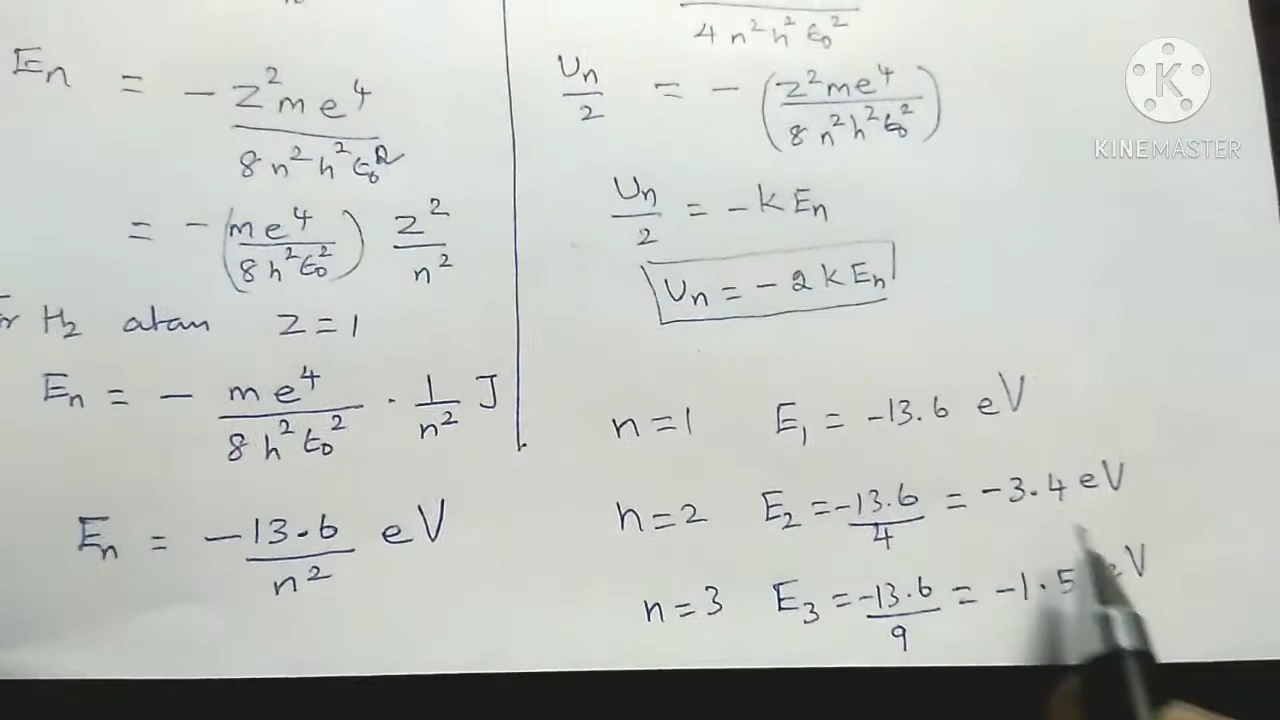 En = - Z²me⁴ / 8n²h²ε₀²
= - (me⁴ / 8h²ε₀²) Z² / n²
H₂ atan Z = 1
En = - me⁴ / 8h²ε₀² . 1 / n² J
En = -13.6 / n² eV
4n²h²ε₀²
Un / 2 = - (Z²me⁴ / 8n²h²ε₀²)
Un / 2 = - KEn
Un = - 2KEn
n = 1 E₁ = -13.6 eV
n = 2 E₂ = -13.6 / 4 = -3.4 eV
n = 3 E₃ = -13.6 / 9 = -1.5 eV
K
KINEMASTER